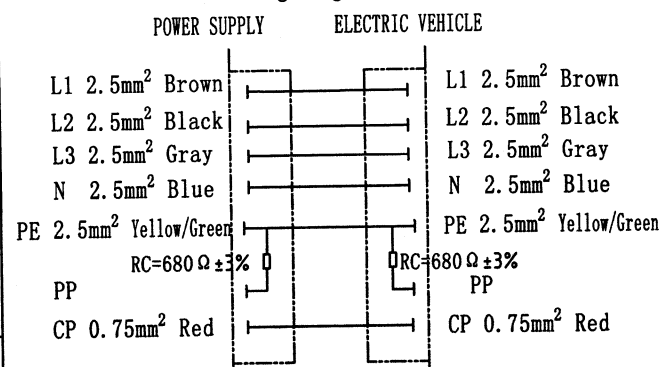 POWER SUPPLY ELECTRIC VEHICLE
L1 2.5mm² Brown L1 2.5mm² Brown
L2 2.5mm² Black L2 2.5mm² Black
L3 2.5mm² Gray L3 2.5mm² Gray
N 2.5mm² Blue N 2.5mm² Blue
PE 2.5mm² Yellow/Green PE 2.5mm² Yellow/Green
RC=680Ω±3% RC=680Ω±3%
PP PP
CP 0.75mm² Red CP 0.75mm² Red